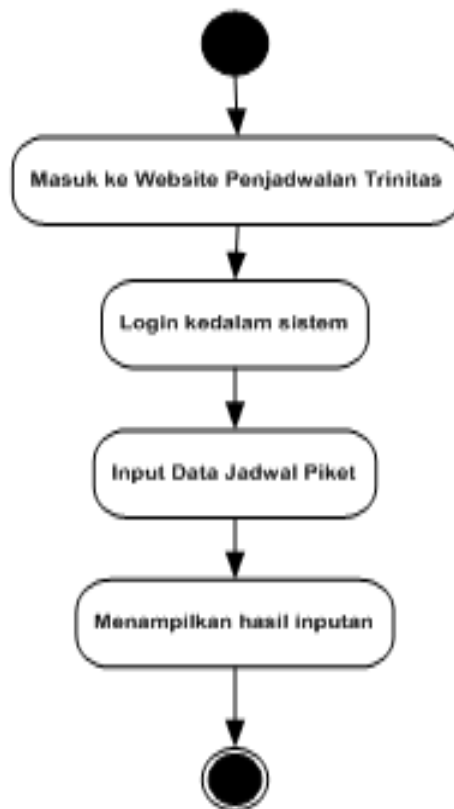 Masuk ke Website Penjadwalan Trinitas
Login kedalam sistem
Input Data Jadwal Piket
Menampilkan hasil inputan